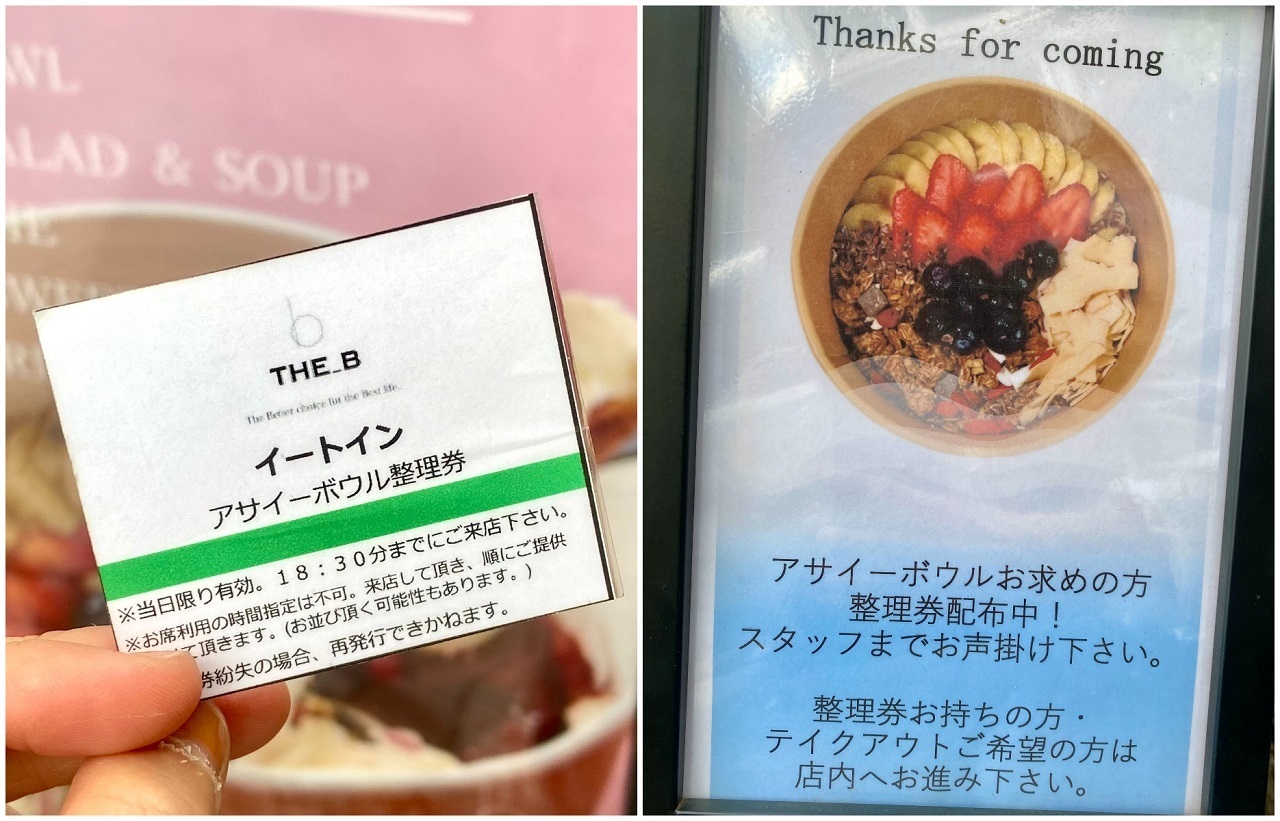 WL
ALAD & SOUP
THE_B
The Better choice for the Best life.
イートイン
アサイーボウル整理券
※当日限り有効。18:30分までにご来店下さい。
※お席利用の時間指定は不可。来店して頂き、順にご提供
て頂きます。(お並び頂く可能性もあります。)
券紛失の場合、再発行できかねます。
Thanks for coming
アサイーボウルお求めの方
整理券配布中!
スタッフまでお声掛け下さい。
整理券お持ちの方・
テイクアウトご希望の方は
店内へお進み下さい。